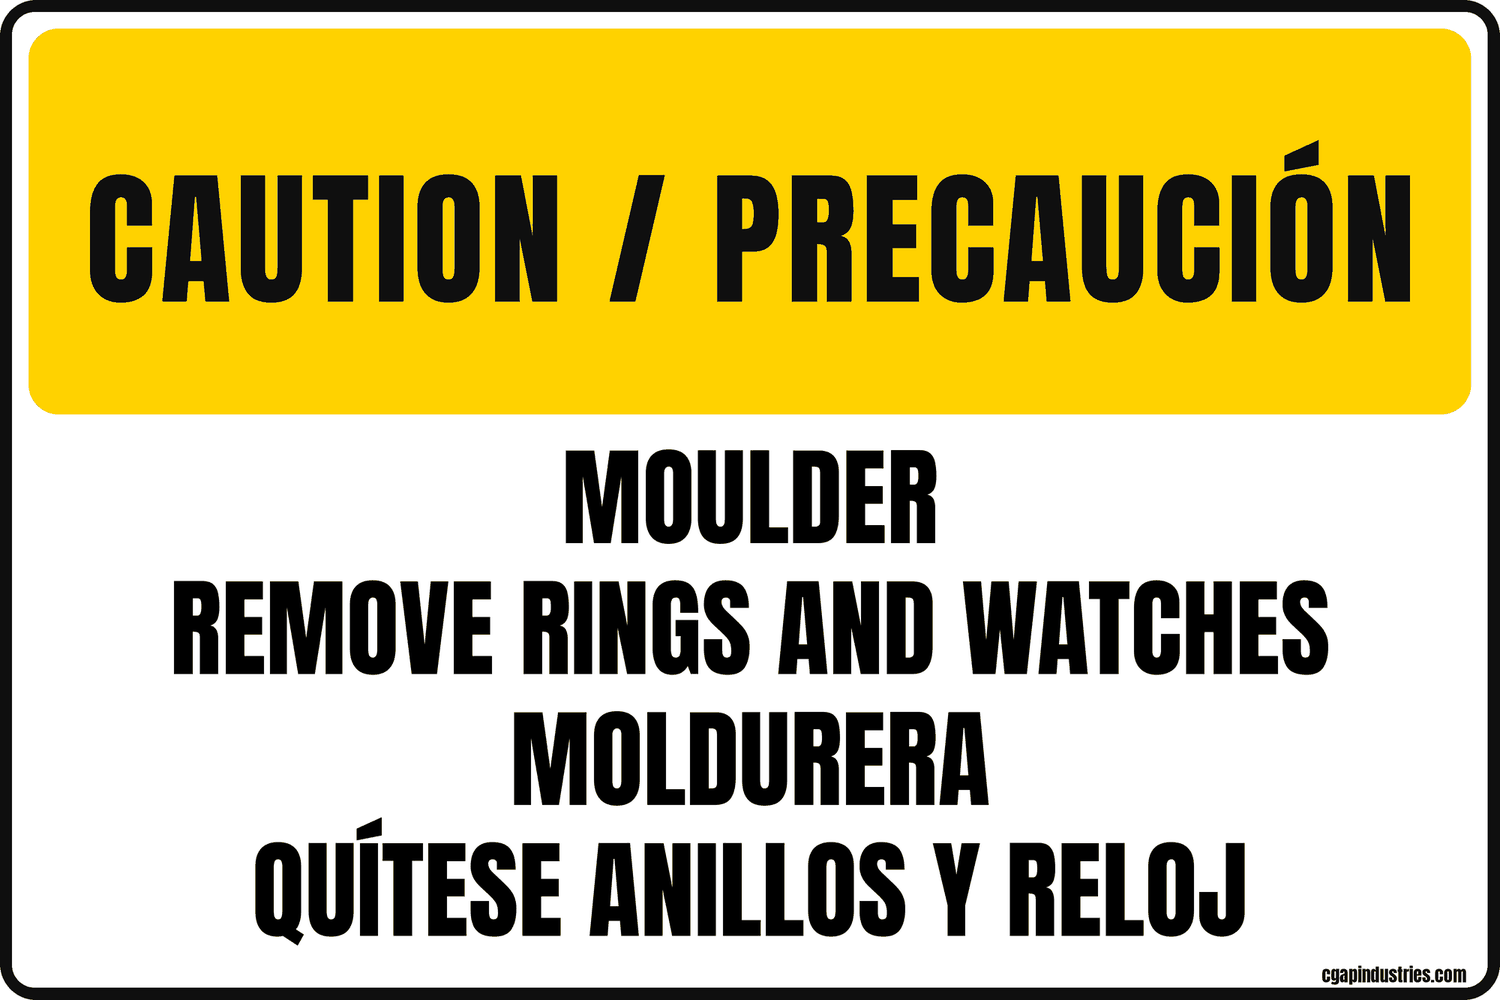 CAUTION / PRECAUCIÓN
MOULDER
REMOVE RINGS AND WATCHES
MOLDURERA
QUÍTESE ANILLOS Y RELOJ
cgapindustries.com